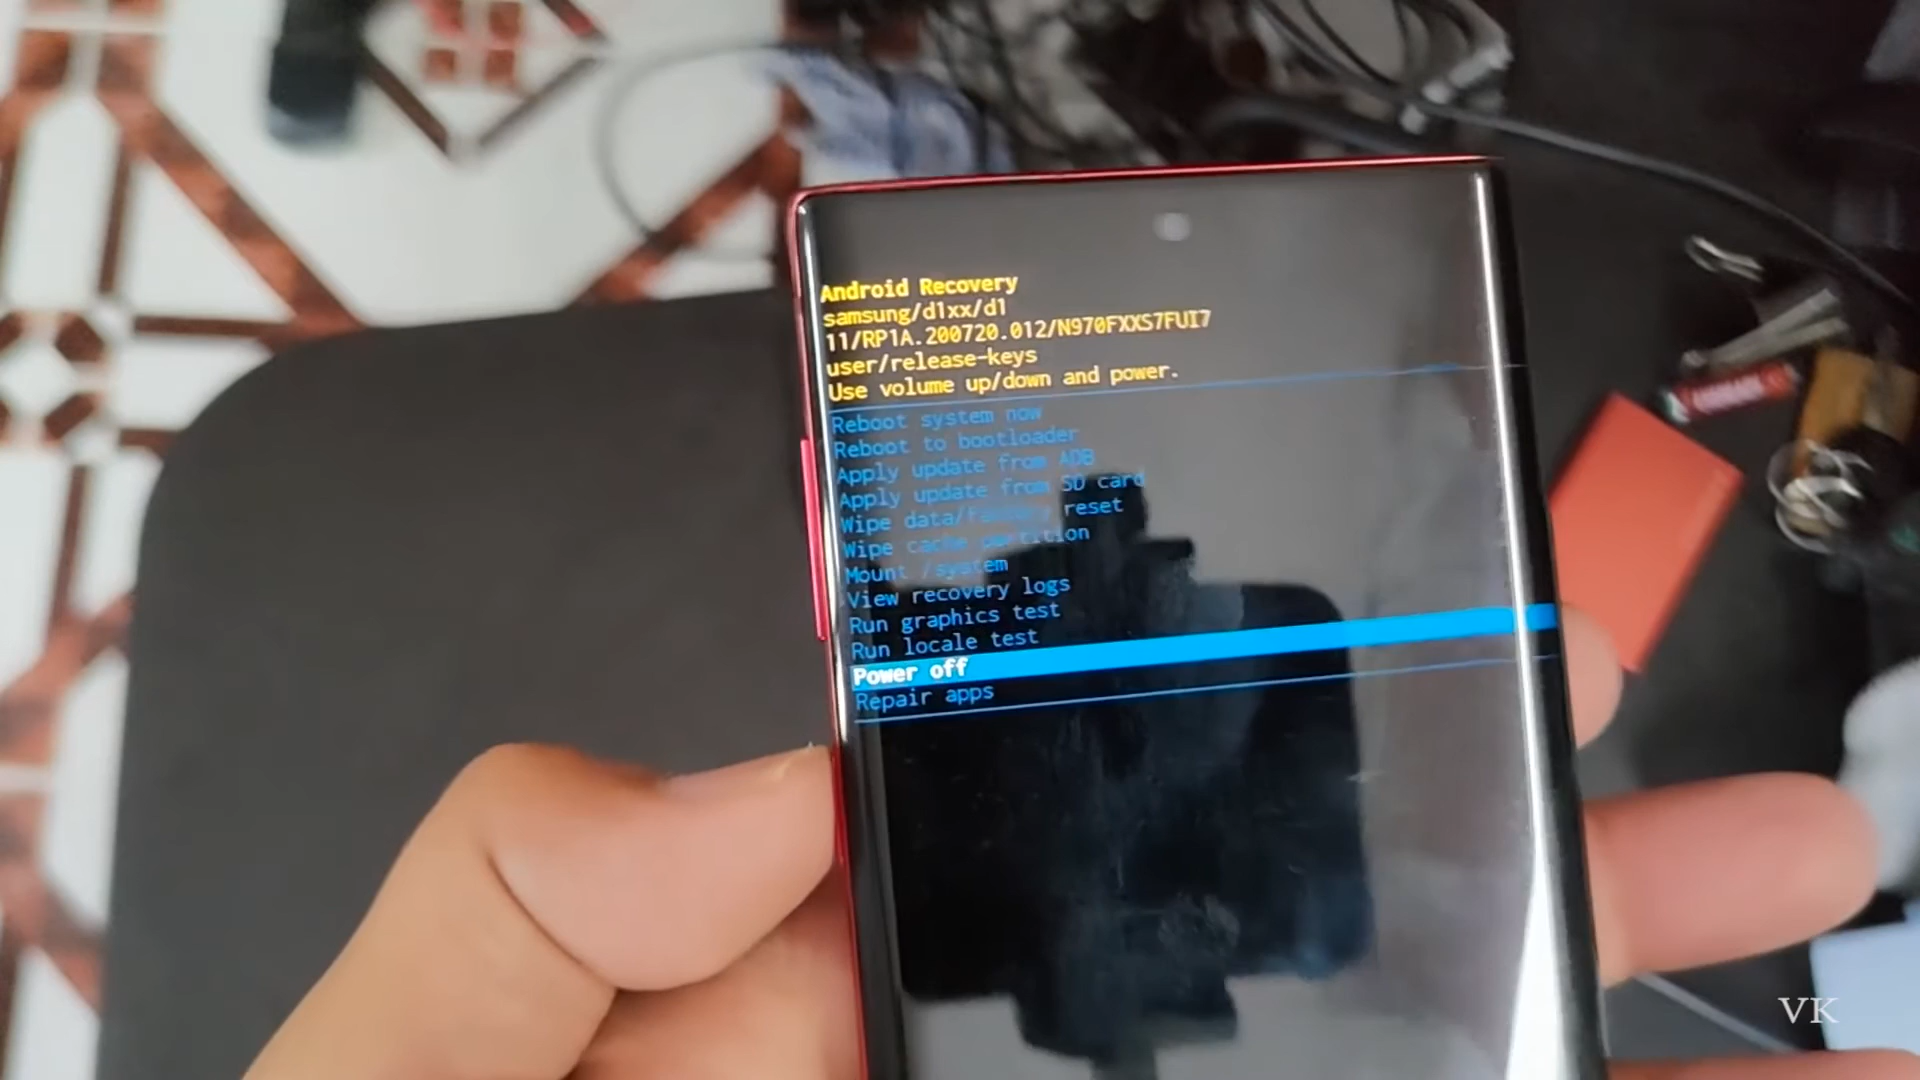 Android Recovery
samsung/d1xx/d1
11/RP1A.200720.012/N970FXXS7FUI7
user/release-keys
Use volume up/down and power.
Reboot system now
Reboot to bootloader
Apply update from ADB
Apply update from SD card
Wipe data/factory reset
Wipe cache partition
Mount /system
View recovery logs
Run graphics test
Run locale test
Power off
Repair apps
VK